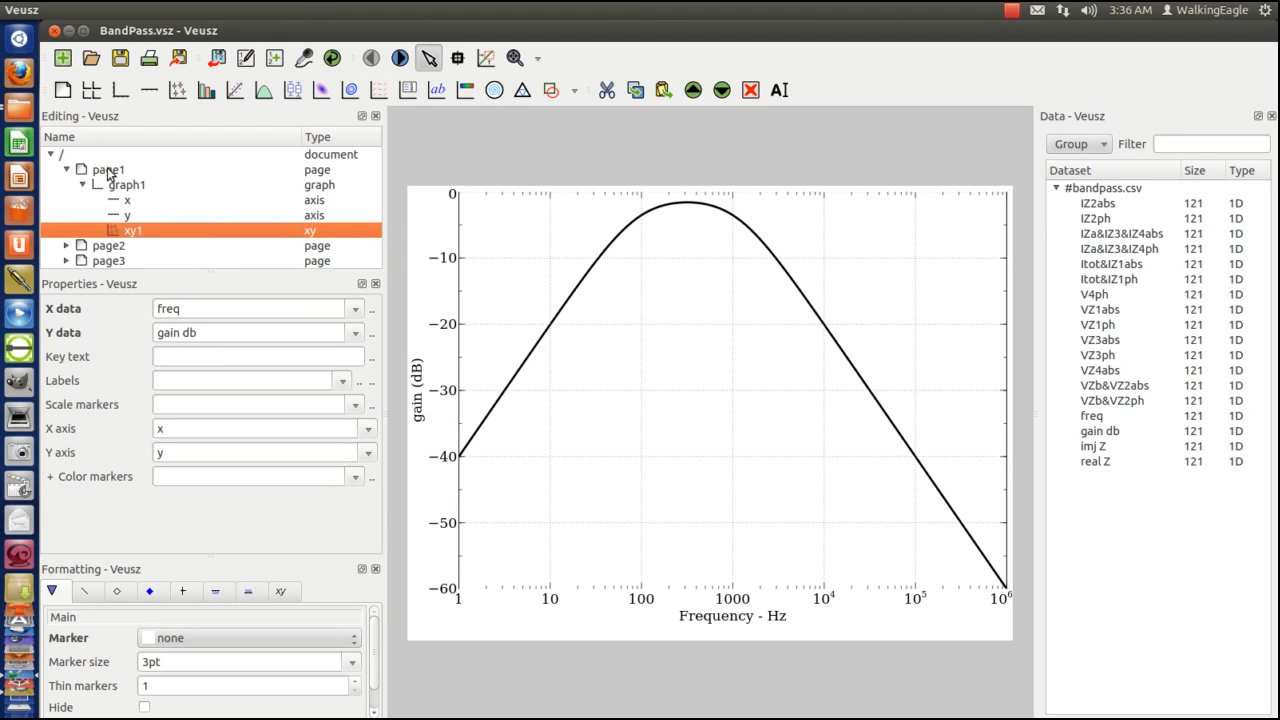 Veusz
3:36 AM
WalkingEagle
BandPass.vsz - Veusz
ab
AI
Editing - Veusz
Name Type
/ document
page1 page
graph1 graph
x axis
y axis
xy1 xy
page2 page
page3 page
Properties - Veusz
X data freq ..
Y data gain db ..
Key text ..
Labels .. ..
Scale markers ..
X axis x
Y axis y
+ Color markers ..
Formatting - Veusz
xy
Main
Marker none
Marker size 3pt
Thin markers 1
Hide
0
−10
−20
−30
−40
−50
−60
gain (dB)
1 10 100 1000 10⁴ 10⁵ 10⁶
Frequency - Hz
Data - Veusz
Group Filter
Dataset Size Type
#bandpass.csv
IZ2abs 121 1D
IZ2ph 121 1D
IZa&IZ3&IZ4abs 121 1D
IZa&IZ3&IZ4ph 121 1D
Itot&IZ1abs 121 1D
Itot&IZ1ph 121 1D
V4ph 121 1D
VZ1abs 121 1D
VZ1ph 121 1D
VZ3abs 121 1D
VZ3ph 121 1D
VZ4abs 121 1D
VZb&VZ2abs 121 1D
VZb&VZ2ph 121 1D
freq 121 1D
gain db 121 1D
imj Z 121 1D
real Z 121 1D